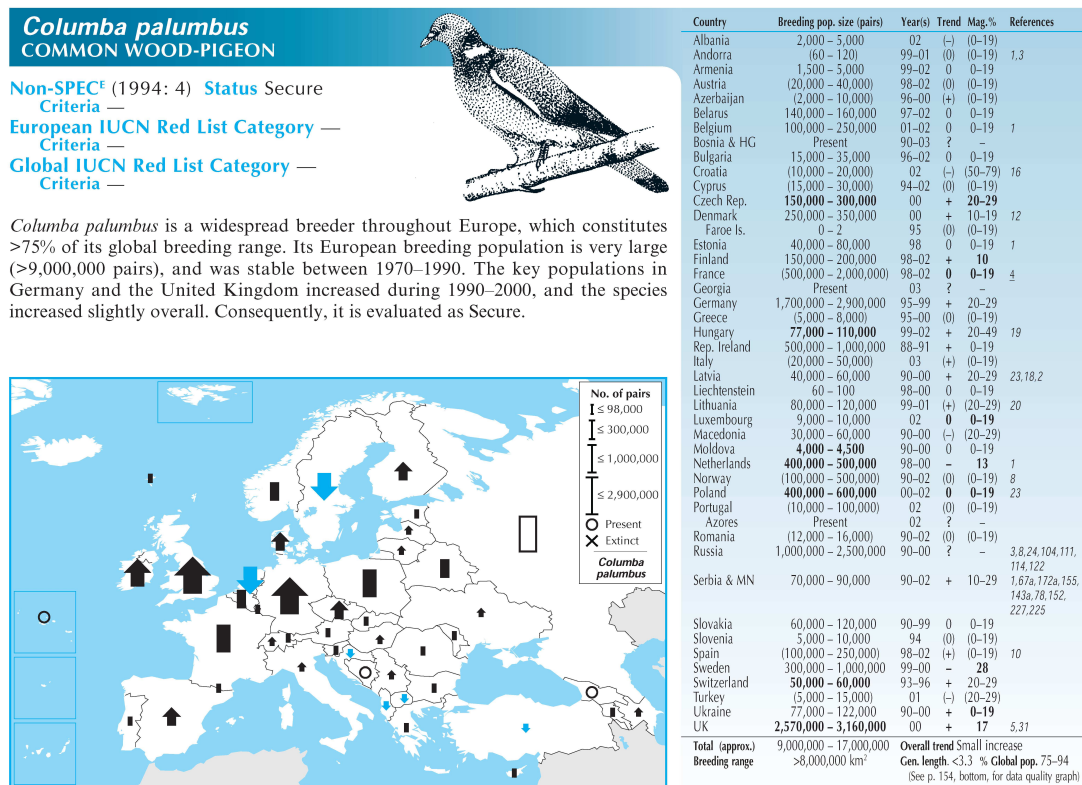 Columba palumbus
COMMON WOOD-PIGEON
Non-SPECᴱ (1994: 4) Status Secure
Criteria —
European IUCN Red List Category —
Criteria —
Global IUCN Red List Category —
Criteria —
Columba palumbus is a widespread breeder throughout Europe, which constitutes
>75% of its global breeding range. Its European breeding population is very large
(>9,000,000 pairs), and was stable between 1970–1990. The key populations in
Germany and the United Kingdom increased during 1990–2000, and the species
increased slightly overall. Consequently, it is evaluated as Secure.
No. of pairs
≤ 98,000
≤ 300,000
≤ 1,000,000
≤ 2,900,000
Present
Extinct
Columba
palumbus
Country Breeding pop. size (pairs) Year(s) Trend Mag.% References
Albania 2,000 – 5,000 02 (–) (0–19)
Andorra (60 – 120) 99–01 (0) (0–19) 1,3
Armenia 1,500 – 5,000 99–02 0 0–19
Austria (20,000 – 40,000) 98–02 (0) (0–19)
Azerbaijan (2,000 – 10,000) 96–00 (+) (0–19)
Belarus 140,000 – 160,000 97–02 0 0–19
Belgium 100,000 – 250,000 01–02 0 0–19 1
Bosnia & HG Present 90–03 ? –
Bulgaria 15,000 – 35,000 96–02 0 0–19
Croatia (10,000 – 20,000) 02 (–) (50–79) 16
Cyprus (15,000 – 30,000) 94–02 (0) (0–19)
Czech Rep. 150,000 – 300,000 00 + 20–29
Denmark 250,000 – 350,000 00 + 10–19 12
Faroe Is. 0 – 2 95 (0) (0–19)
Estonia 40,000 – 80,000 98 0 0–19 1
Finland 150,000 – 200,000 98–02 + 10
France (500,000 – 2,000,000) 98–02 0 0–19 4
Georgia Present 03 ? –
Germany 1,700,000 – 2,900,000 95–99 + 20–29
Greece (5,000 – 8,000) 95–00 (0) (0–19)
Hungary 77,000 – 110,000 99–02 + 20–49 19
Rep. Ireland 500,000 – 1,000,000 88–91 + 0–19
Italy (20,000 – 50,000) 03 (+) (0–19)
Latvia 40,000 – 60,000 90–00 + 20–29 23,18,2
Liechtenstein 60 – 100 98–00 0 0–19
Lithuania 80,000 – 120,000 99–01 (+) (20–29) 20
Luxembourg 9,000 – 10,000 02 0 0–19
Macedonia 30,000 – 60,000 90–00 (–) (20–29)
Moldova 4,000 – 4,500 90–00 0 0–19
Netherlands 400,000 – 500,000 98–00 – 13 1
Norway (100,000 – 500,000) 90–02 (0) (0–19) 8
Poland 400,000 – 600,000 00–02 0 0–19 23
Portugal (10,000 – 100,000) 02 (0) (0–19)
Azores Present 02 ? –
Romania (12,000 – 16,000) 90–02 (0) (0–19)
Russia 1,000,000 – 2,500,000 90–00 ? – 3,8,24,104,111,
114,122
Serbia & MN 70,000 – 90,000 90–02 + 10–29 1,67a,172a,155,
143a,78,152,
227,225
Slovakia 60,000 – 120,000 90–99 0 0–19
Slovenia 5,000 – 10,000 94 (0) (0–19)
Spain (100,000 – 250,000) 98–02 (+) (0–19) 10
Sweden 300,000 – 1,000,000 99–00 – 28
Switzerland 50,000 – 60,000 93–96 + 20–29
Turkey (5,000 – 15,000) 01 (–) (20–29)
Ukraine 77,000 – 122,000 90–00 + 0–19
UK 2,570,000 – 3,160,000 00 + 17 5,31
Total (approx.) 9,000,000 – 17,000,000 Overall trend Small increase
Breeding range >8,000,000 km² Gen. length. <3.3 % Global pop. 75–94
(See p. 154, bottom, for data quality graph)